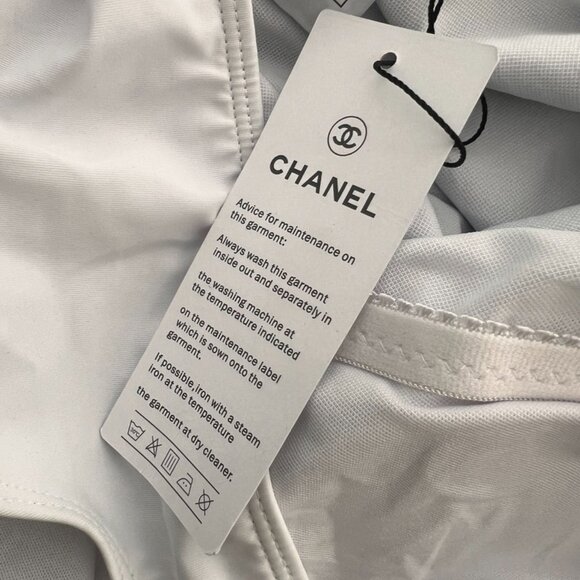 CHANEL
Advice for maintenance on
this garment:
Always wash this garment
inside out and separately in
the washing machine at
the temperature indicated
on the maintenance label
which is sown onto the
garment.
If possible, iron with a steam
iron at the temperature
the garment at dry cleaner.